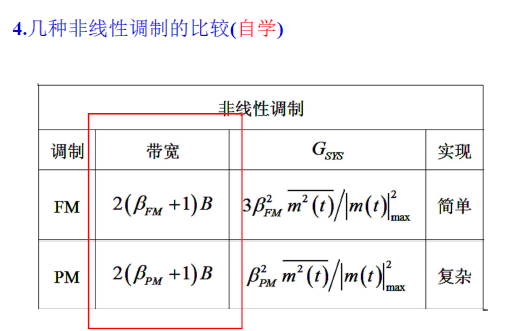 4.几种非线性调制的比较(自学)
非线性调制
调制 带宽 G_SYS 实现
FM 2(β_FM +1)B 3β²_FM \overline{m²(t)}/|m(t)|²_max 简单
PM 2(β_PM +1)B β²_PM \overline{m²(t)}/|m(t)|²_max 复杂